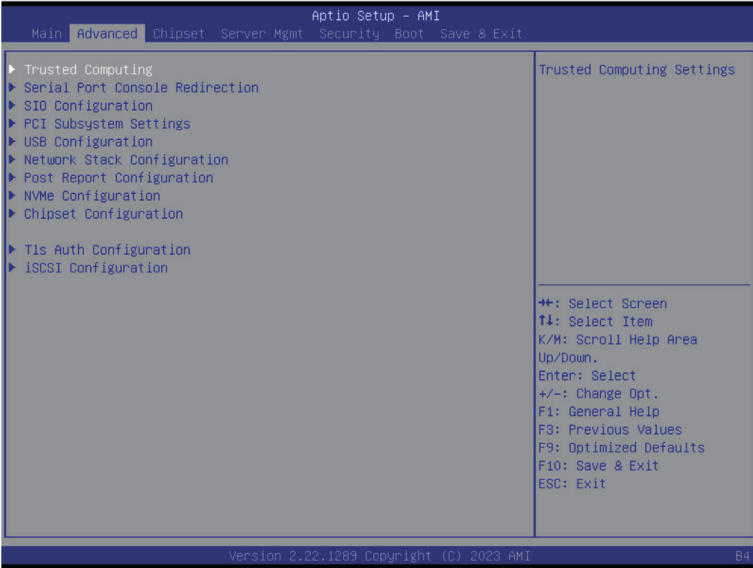 Aptio Setup - AMI
Main Advanced Chipset Server Mgmt Security Boot Save & Exit
Trusted Computing
Serial Port Console Redirection
SIO Configuration
PCI Subsystem Settings
USB Configuration
Network Stack Configuration
Post Report Configuration
NVMe Configuration
Chipset Configuration
Tls Auth Configuration
iSCSI Configuration
Trusted Computing Settings
→←: Select Screen
↑↓: Select Item
K/M: Scroll Help Area
Up/Down.
Enter: Select
+/-: Change Opt.
F1: General Help
F3: Previous Values
F9: Optimized Defaults
F10: Save & Exit
ESC: Exit
Version 2.22.1289 Copyright (C) 2023 AMI
B4